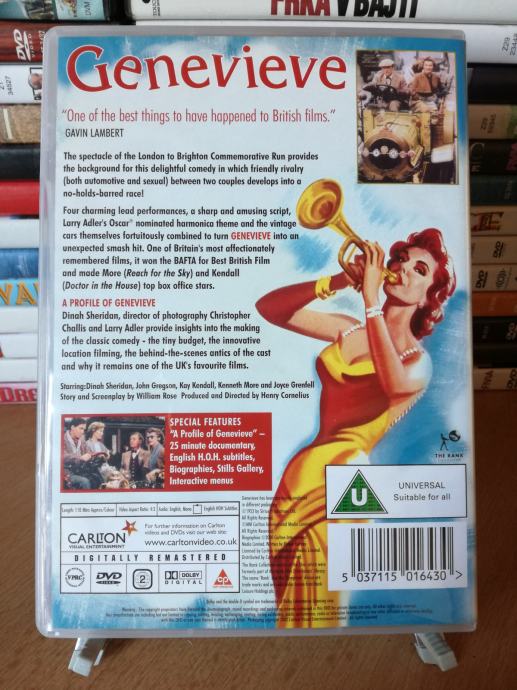 PRKA V BAJTI
DVD
Genevieve
"One of the best things to have happened to British films."
GAVIN LAMBERT
The spectacle of the London to Brighton Commemorative Run provides
the background for this delightful comedy in which friendly rivalry
(both automotive and sexual) between two couples develops into a
no-holds-barred race!
Four charming lead performances, a sharp and amusing script,
Larry Adler's Oscar® nominated harmonica theme and the vintage
cars themselves fortuitously combined to turn GENEVIEVE into an
unexpected smash hit. One of Britain's most affectionately
remembered films, it won the BAFTA for Best British Film
and made More (Reach for the Sky) and Kendall
(Doctor in the House) top box office stars.
A PROFILE OF GENEVIEVE
Dinah Sheridan, director of photography Christopher
Challis and Larry Adler provide insights into the making
of the classic comedy - the tiny budget, the innovative
location filming, the behind-the-scenes antics of the cast
and why it remains one of the UK's favourite films.
Starring: Dinah Sheridan, John Gregson, Kay Kendall, Kenneth More and Joyce Grenfell
Story and Screenplay by William Rose Produced and Directed by Henry Cornelius
SPECIAL FEATURES
"A Profile of Genevieve" –
25 minute documentary,
English H.O.H. subtitles,
Biographies, Stills Gallery,
Interactive menus
THE RANK
U
UNIVERSAL
Suitable for all
CARLTON
VISUAL ENTERTAINMENT
For further information on Carlton
videos and DVDs visit our web site:
www.carltonvideo.co.uk
DIGITALLY REMASTERED
VPRC
DVD
2
DOLBY
DIGITAL
5 037115 016430 >